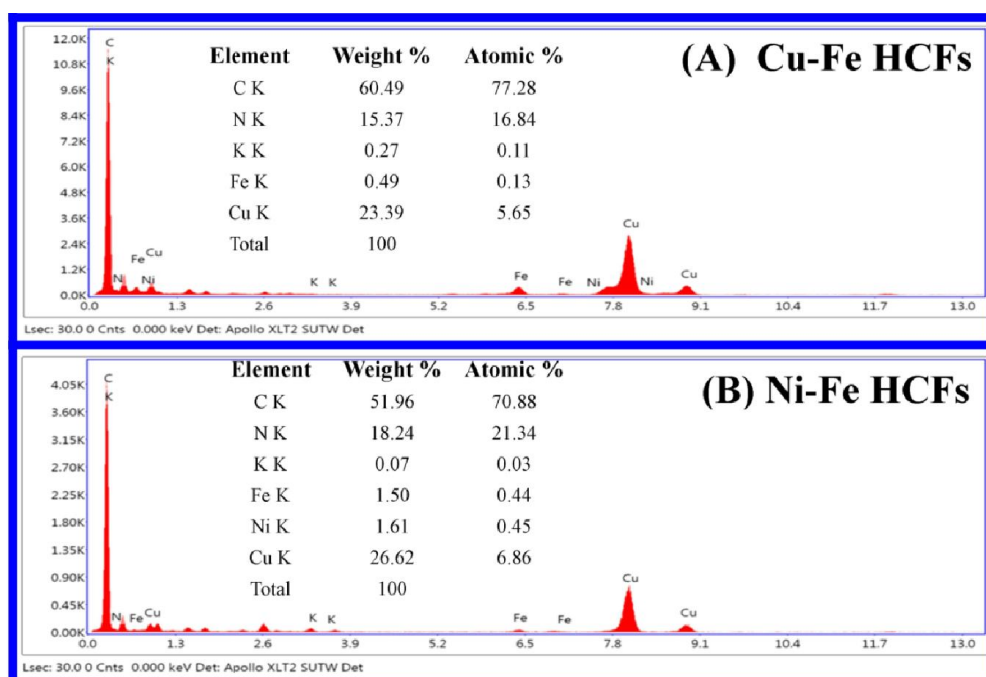 (A) Cu-Fe HCFs
Element Weight % Atomic %
C K 60.49 77.28
N K 15.37 16.84
K K 0.27 0.11
Fe K 0.49 0.13
Cu K 23.39 5.65
Total 100
12.0K
10.8K
9.6K
8.4K
7.2K
6.0K
4.8K
3.6K
2.4K
1.2K
0.0K
C
K
N
Fe
Cu
Ni
K K
Fe
Fe
Ni
Cu
Ni
Cu
0.0 1.3 2.6 3.9 5.2 6.5 7.8 9.1 10.4 11.7 13.0
Lsec: 30.0 0 Cnts 0.000 keV Det: Apollo XLT2 SUTW Det
(B) Ni-Fe HCFs
Element Weight % Atomic %
C K 51.96 70.88
N K 18.24 21.34
K K 0.07 0.03
Fe K 1.50 0.44
Ni K 1.61 0.45
Cu K 26.62 6.86
Total 100
4.05K
3.60K
3.15K
2.70K
2.25K
1.80K
1.35K
0.90K
0.45K
0.00K
C
K
N
Fe
Cu
K K
Fe
Fe
Cu
Cu
0.0 1.3 2.6 3.9 5.2 6.5 7.8 9.1 10.4 11.7 13.0
Lsec: 30.0 0 Cnts 0.000 keV Det: Apollo XLT2 SUTW Det